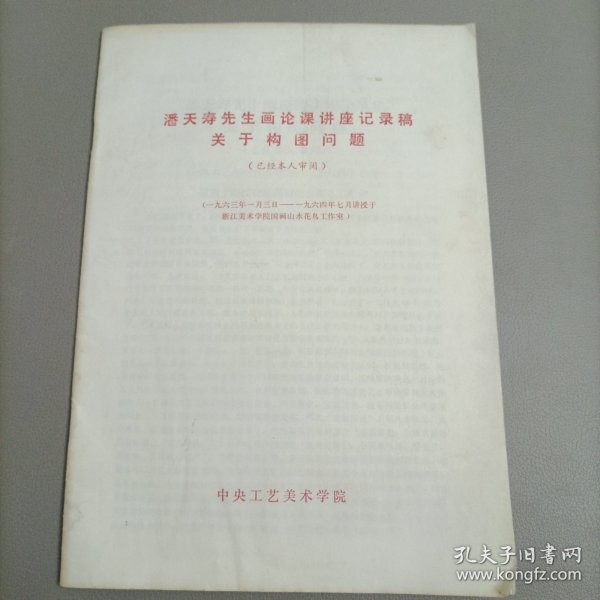 潘天寿先生画论课讲座记录稿
关于构图问题
(已经本人审阅)
(一九六三年一月三日——一九六四年七月讲授于
浙江美术学院国画山水花鸟工作室)
中央工艺美术学院
孔夫子旧书网
www.kongfz.com